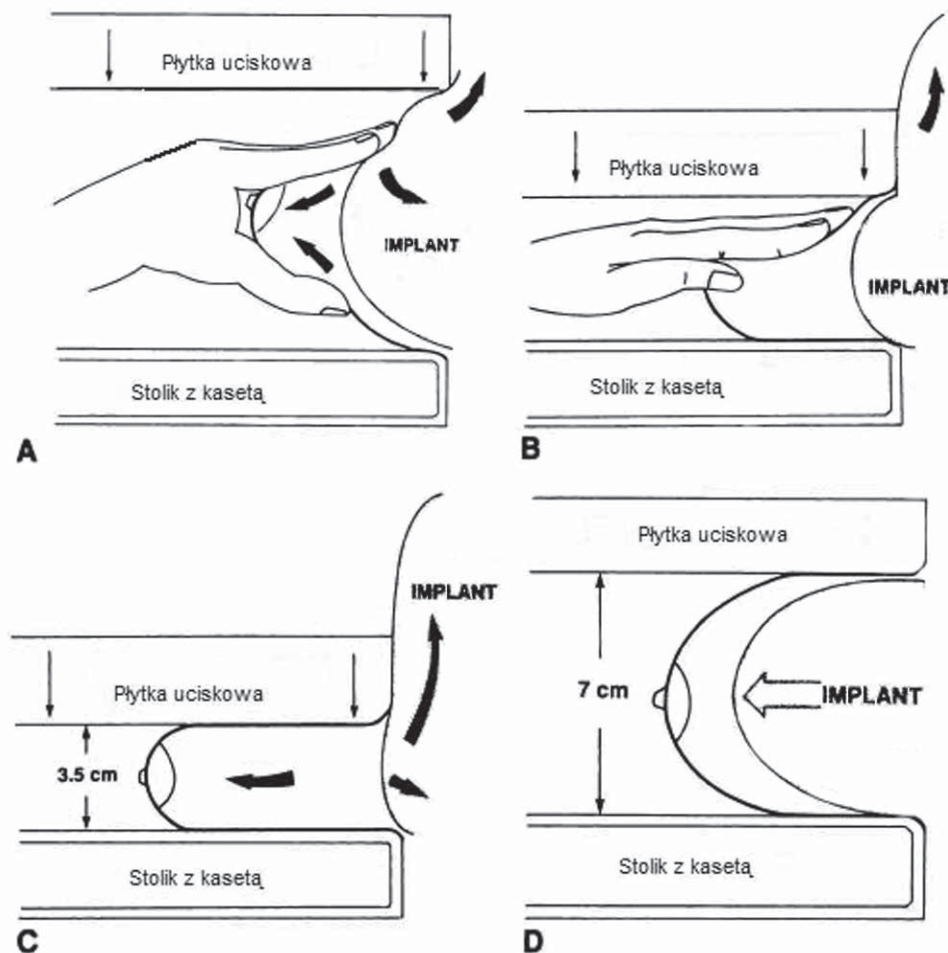 Płytka uciskowa
IMPLANT
Stolik z kasetą
A
Płytka uciskowa
IMPLANT
Stolik z kasetą
B
IMPLANT
Płytka uciskowa
3.5 cm
Stolik z kasetą
C
Płytka uciskowa
7 cm
IMPLANT
Stolik z kasetą
D